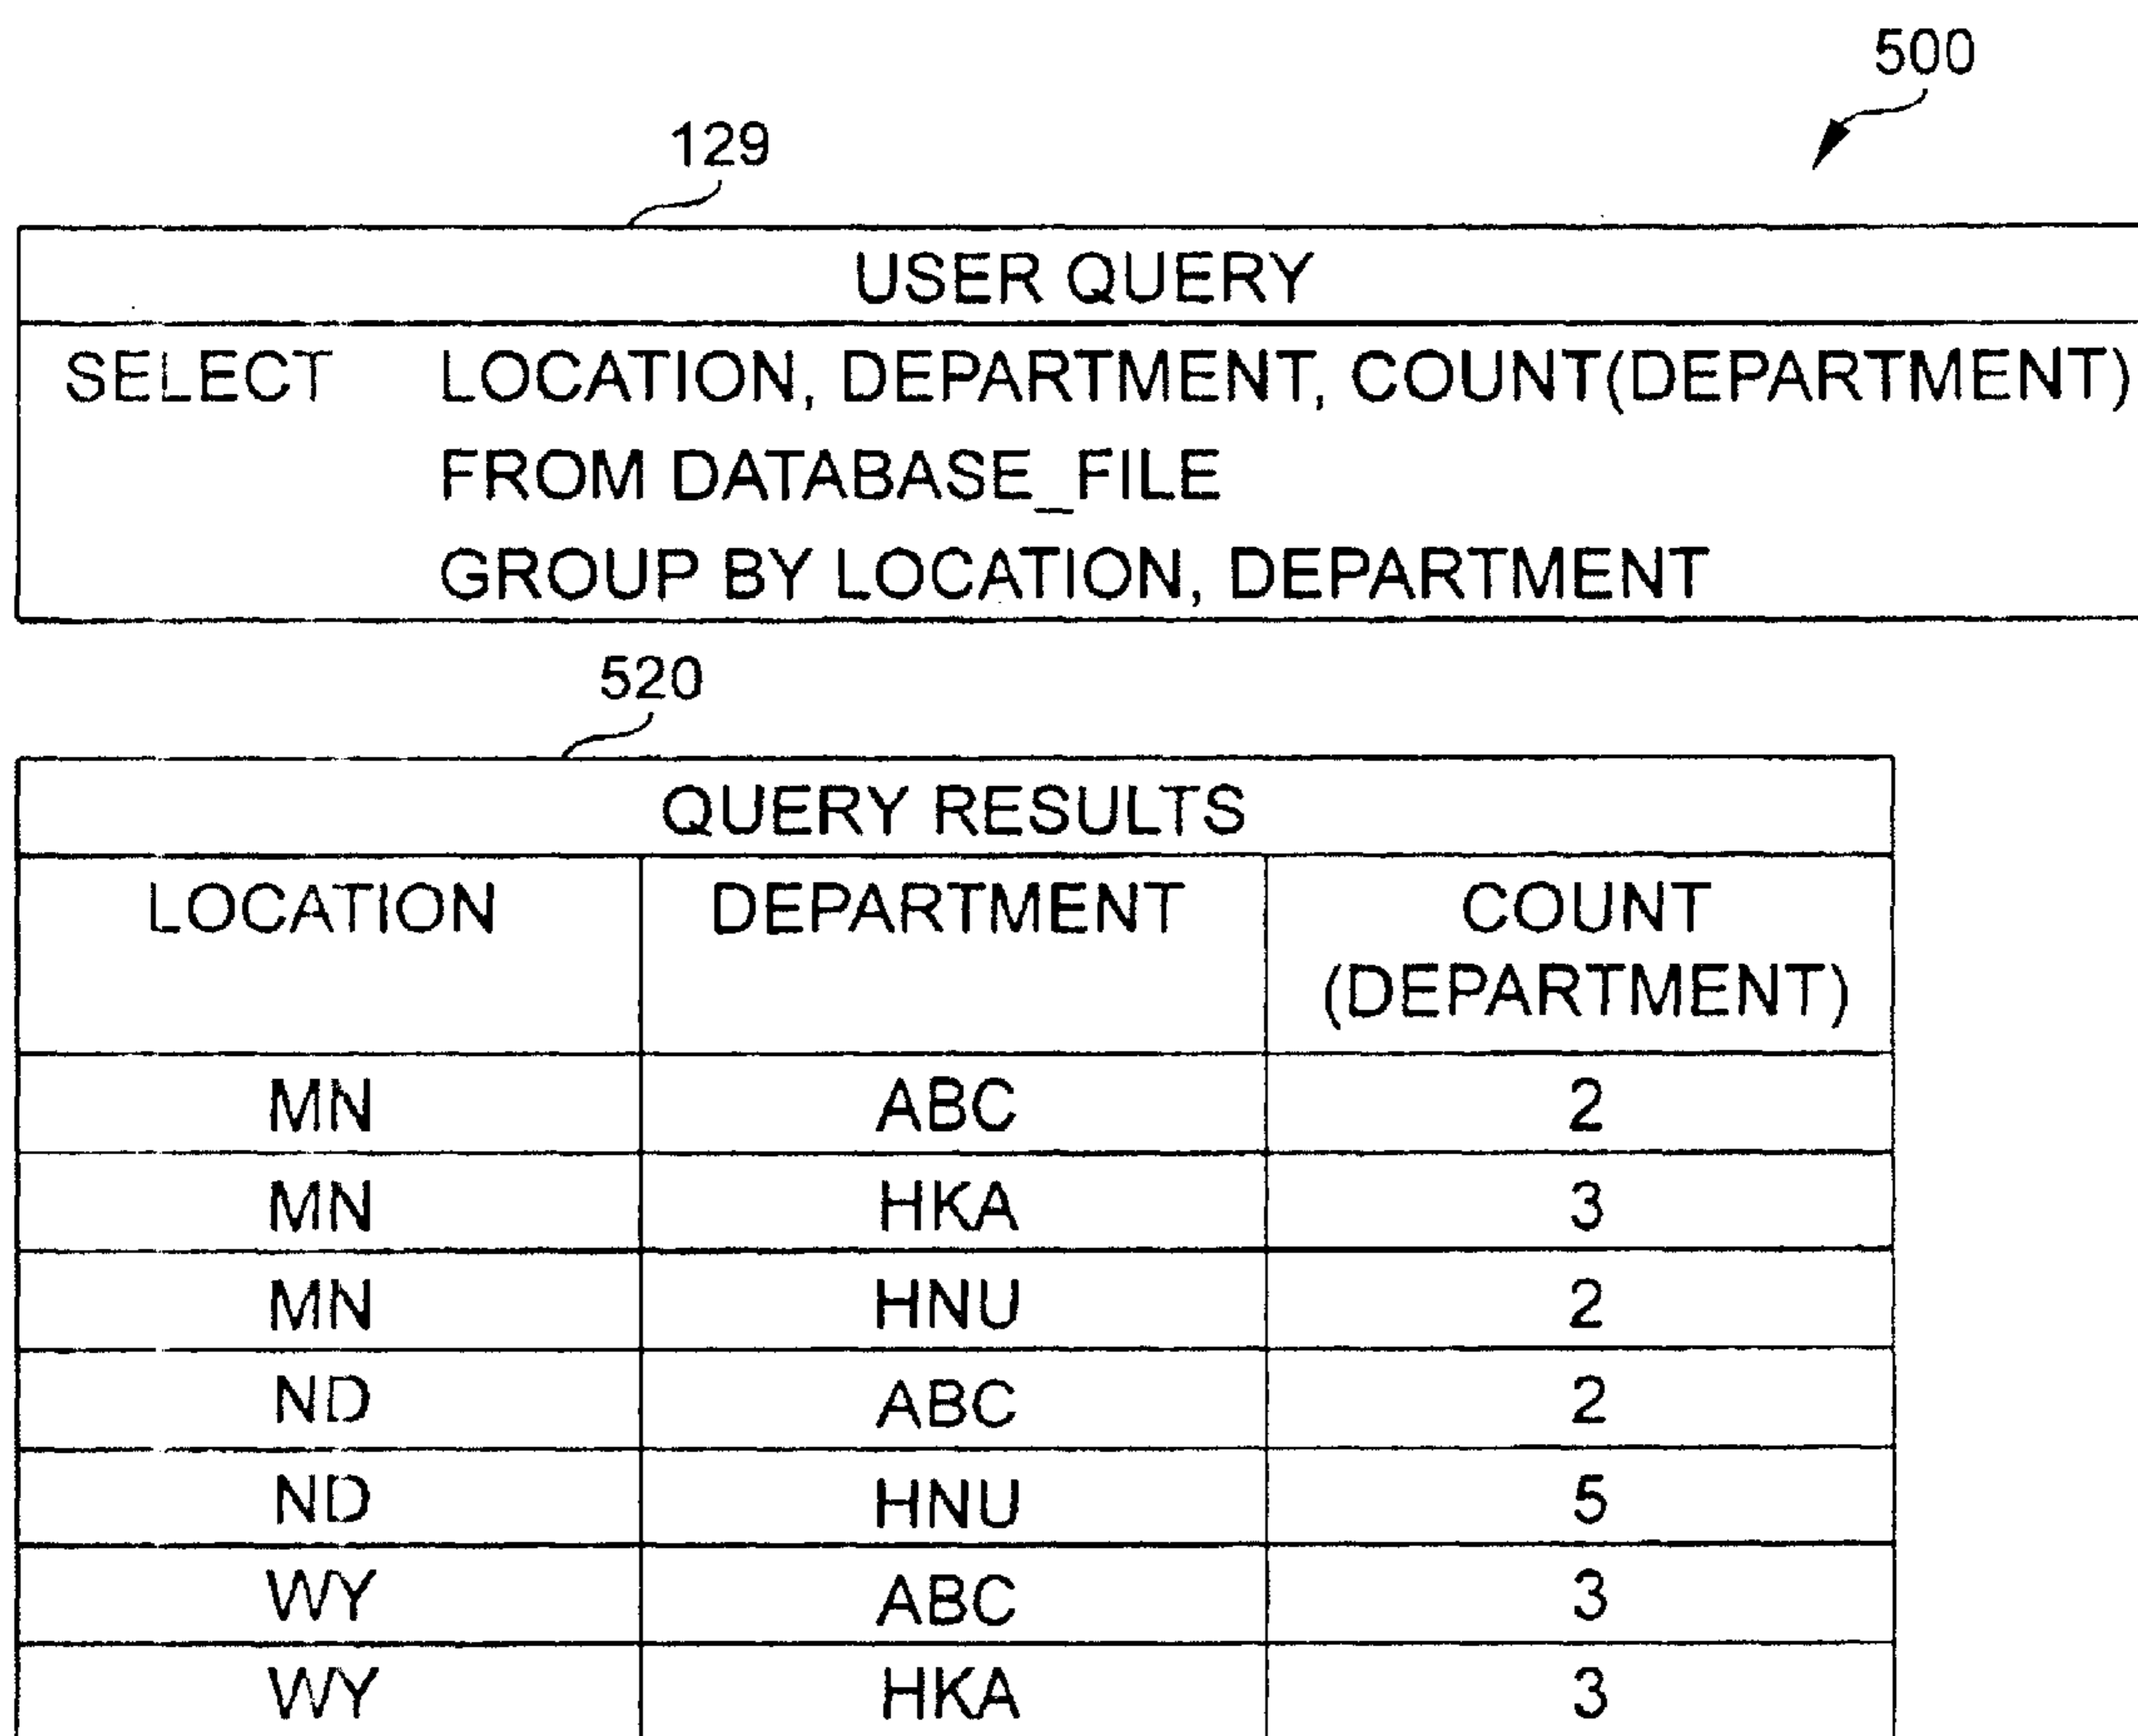 500
129
USER QUERY
SELECT LOCATION, DEPARTMENT, COUNT(DEPARTMENT)
FROM DATABASE_FILE
GROUP BY LOCATION, DEPARTMENT
520
QUERY RESULTS
LOCATION DEPARTMENT COUNT
(DEPARTMENT)
MN ABC 2
MN HKA 3
MN HNU 2
ND ABC 2
ND HNU 5
WY ABC 3
WY HKA 3